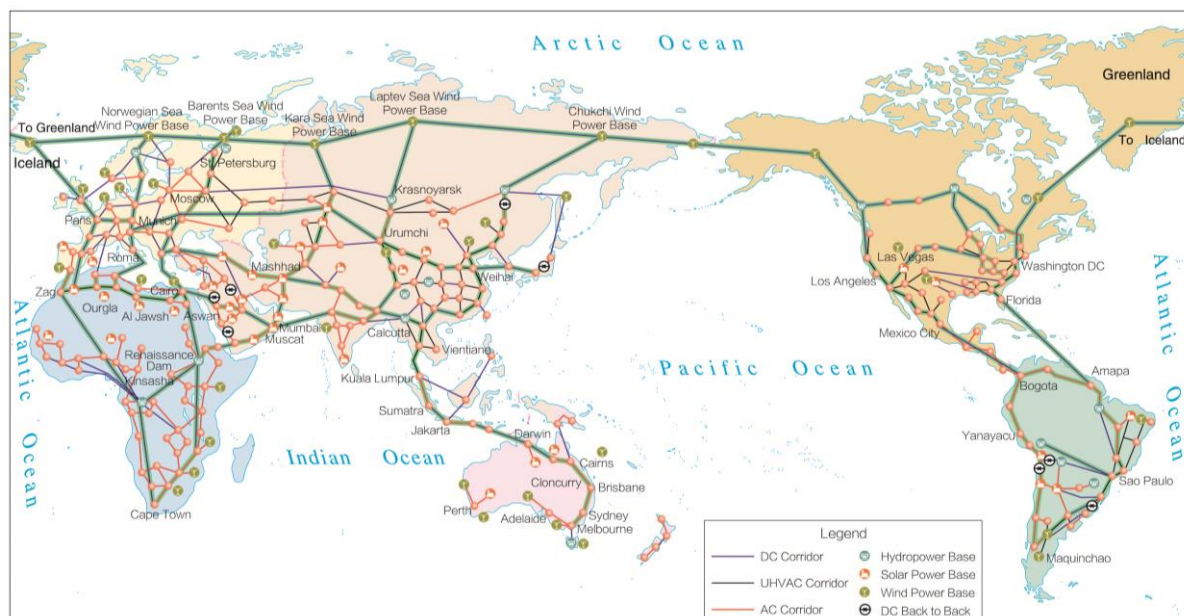 Arctic Ocean
Greenland
Laptev Sea Wind
Power Base
Chukchi Wind
Power Base
Barents Sea Wind
Power Base
Norwegian Sea
Wind Power Base
Kara Sea Wind
Power Base
To Greenland
Iceland
To Iceland
St. Petersburg
Moscow
Krasnoyarsk
Paris
Munich
Urumchi
Roma
Mashhad
Weihai
Las Vegas
Washington DC
Los Angeles
Zag
Cairo
Ourgla
Al Jawsh
Aswan
Mumbai
Muscat
Calcutta
Florida
Mexico City
Atlantic Ocean
Atlantic Ocean
Renaissance
Dam
Vientiane
Kinsasha
Kuala Lumpur
Pacific Ocean
Bogota
Amapa
Sumatra
Jakarta
Darwin
Yanayacu
Indian Ocean
Cairns
Cloncurry
Brisbane
Sao Paulo
Cape Town
Perth
Adelaide
Sydney
Melbourne
Maquinchao
Legend
DC Corridor
Hydropower Base
Solar Power Base
UHVAC Corridor
Wind Power Base
AC Corridor
DC Back to Back